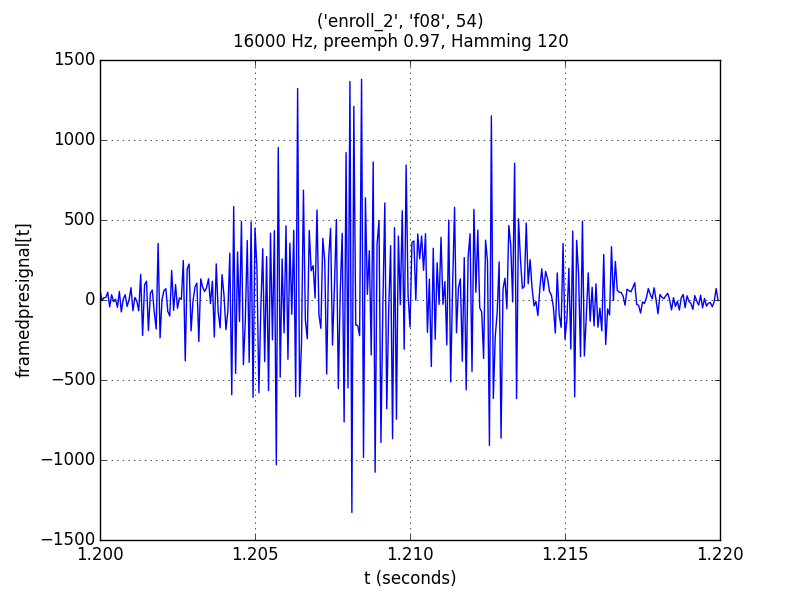 ('enroll_2', 'f08', 54)
16000 Hz, preemph 0.97, Hamming 120
1500
1000
500
0
−500
−1000
−1500
framedpresignal[t]
1.200 1.205 1.210 1.215 1.220
t (seconds)